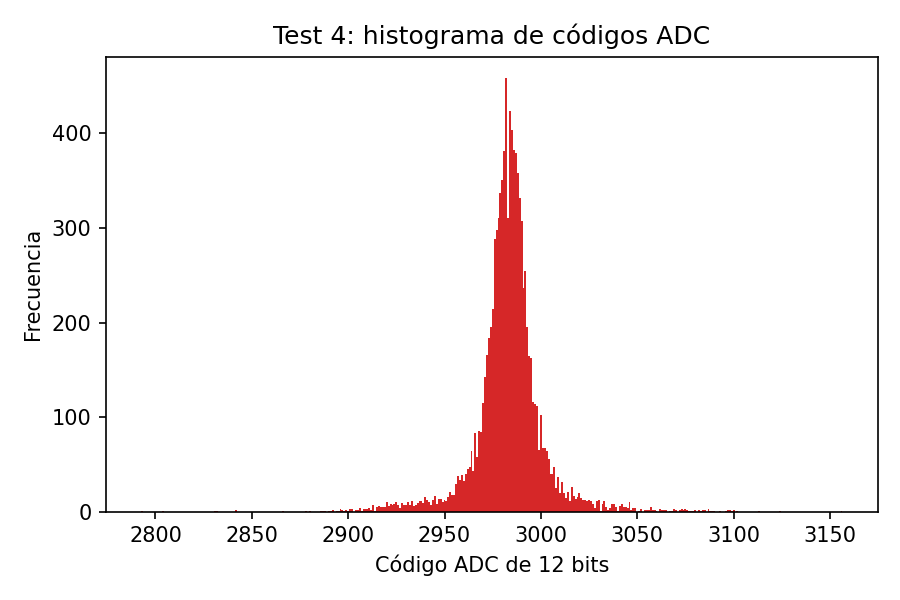 Test 4: histograma de códigos ADC
Frecuencia
400
300
200
100
0
2800 2850 2900 2950 3000 3050 3100 3150
Código ADC de 12 bits